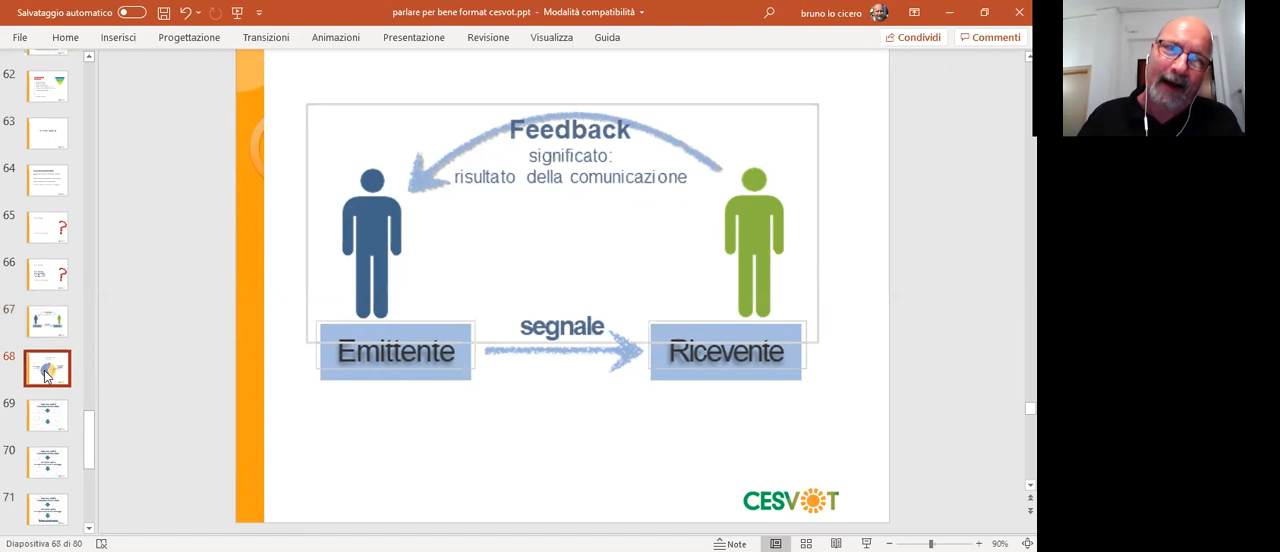 Salvataggio automatico
parlare per bene format cesvot.ppt - Modalità compatibilità
bruno lo cicero
File Home Inserisci Progettazione Transizioni Animazioni Presentazione Revisione Visualizza Guida
Condividi Commenti
62
63
64
65
66
67
68
69
70
71
Feedback
significato:
risultato della comunicazione
segnale
Emittente
Ricevente
CESVOT
Diapositiva 68 di 80
Note
90%